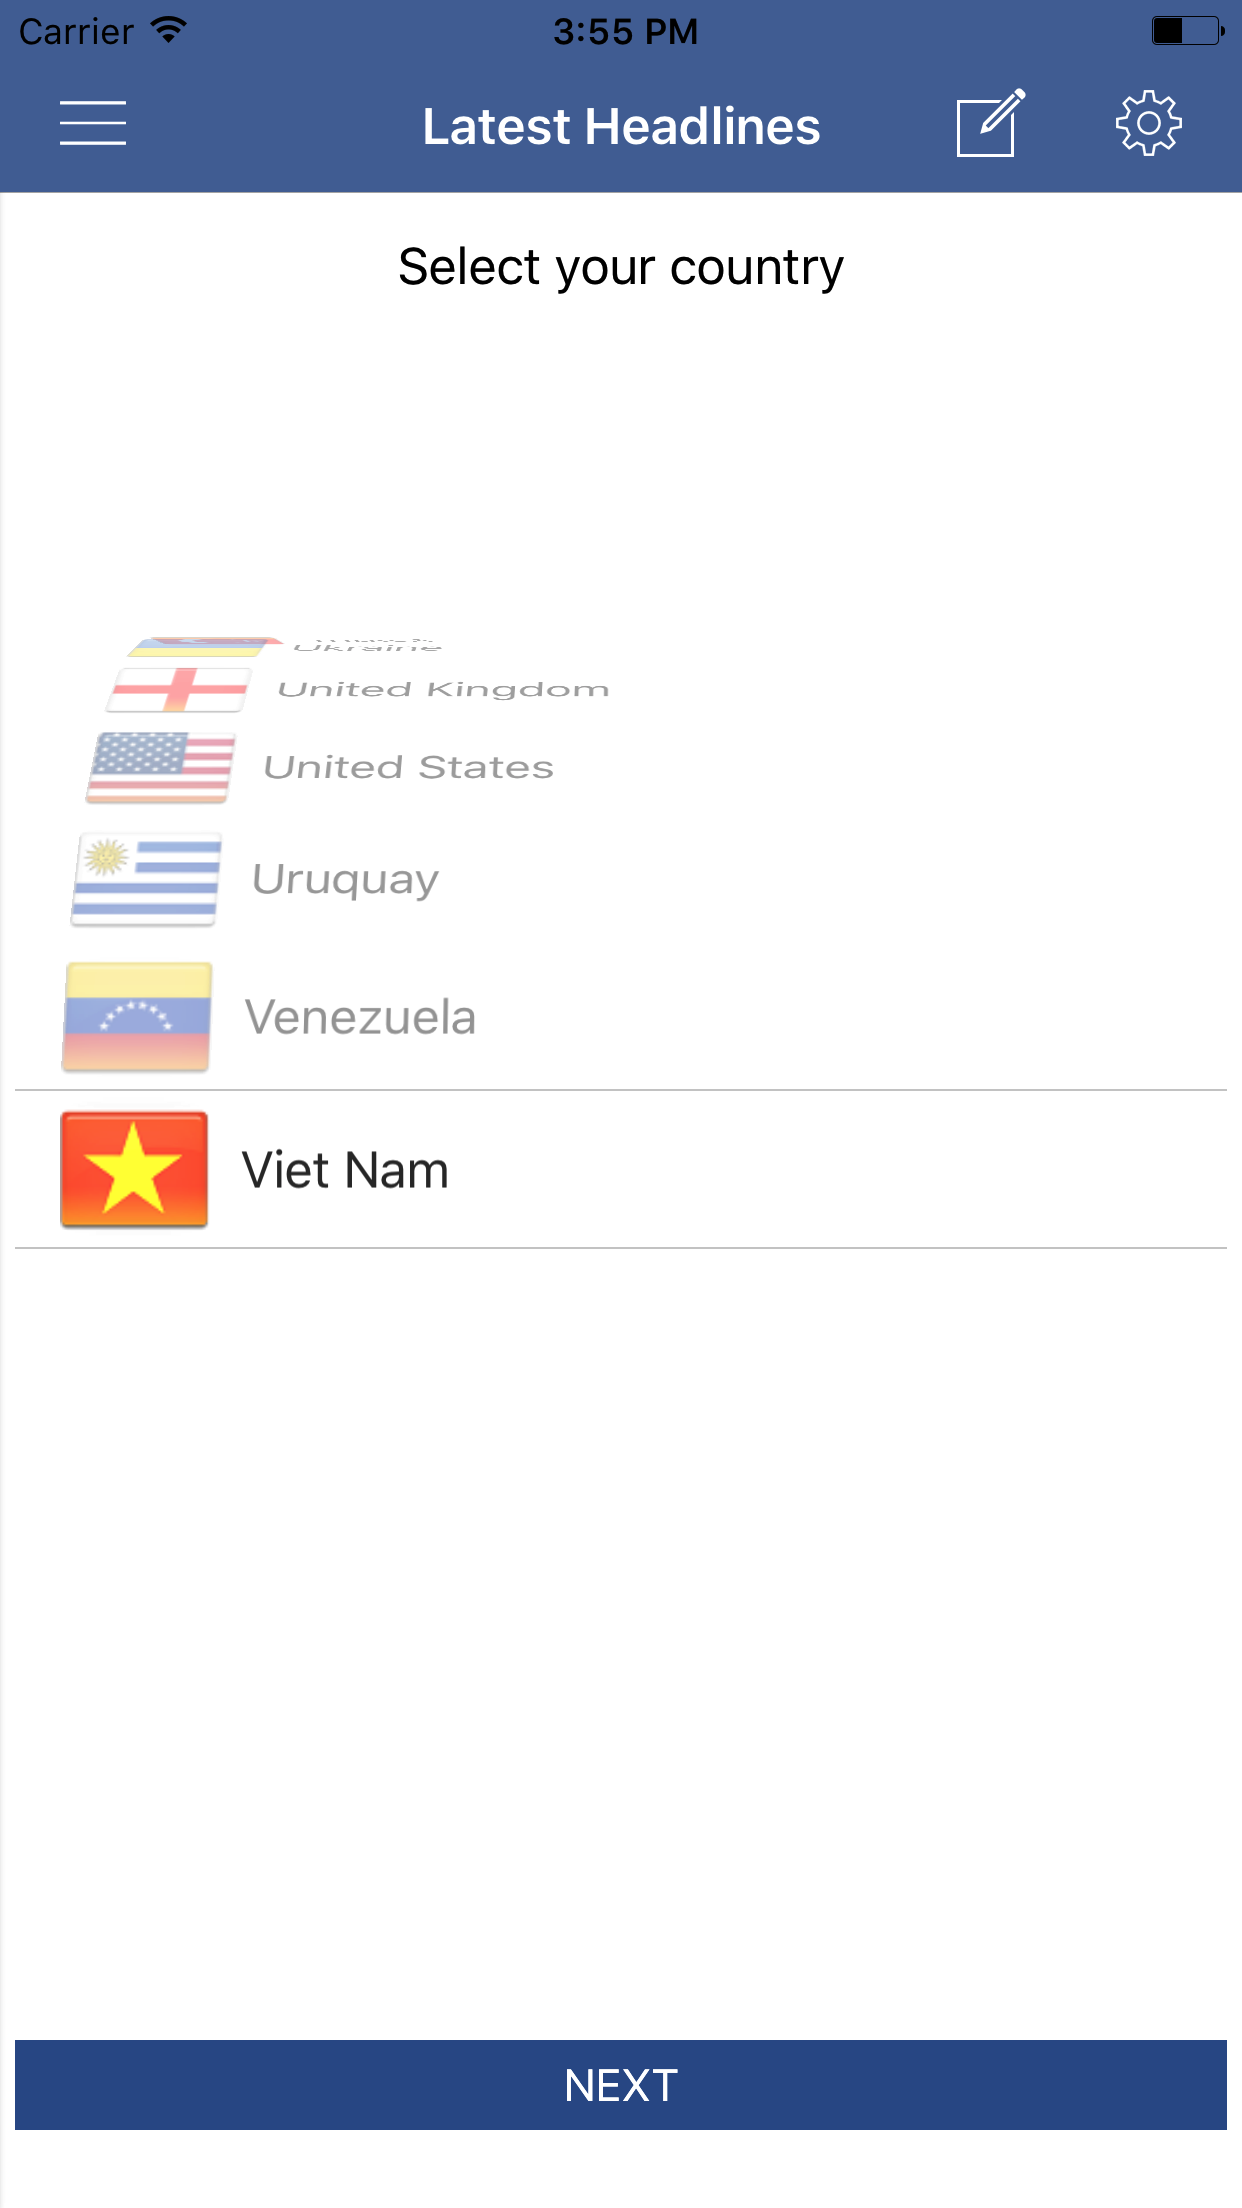 Carrier 3:55 PM
Latest Headlines
Select your country
Ukraine
United Kingdom
United States
Uruquay
Venezuela
Viet Nam
NEXT